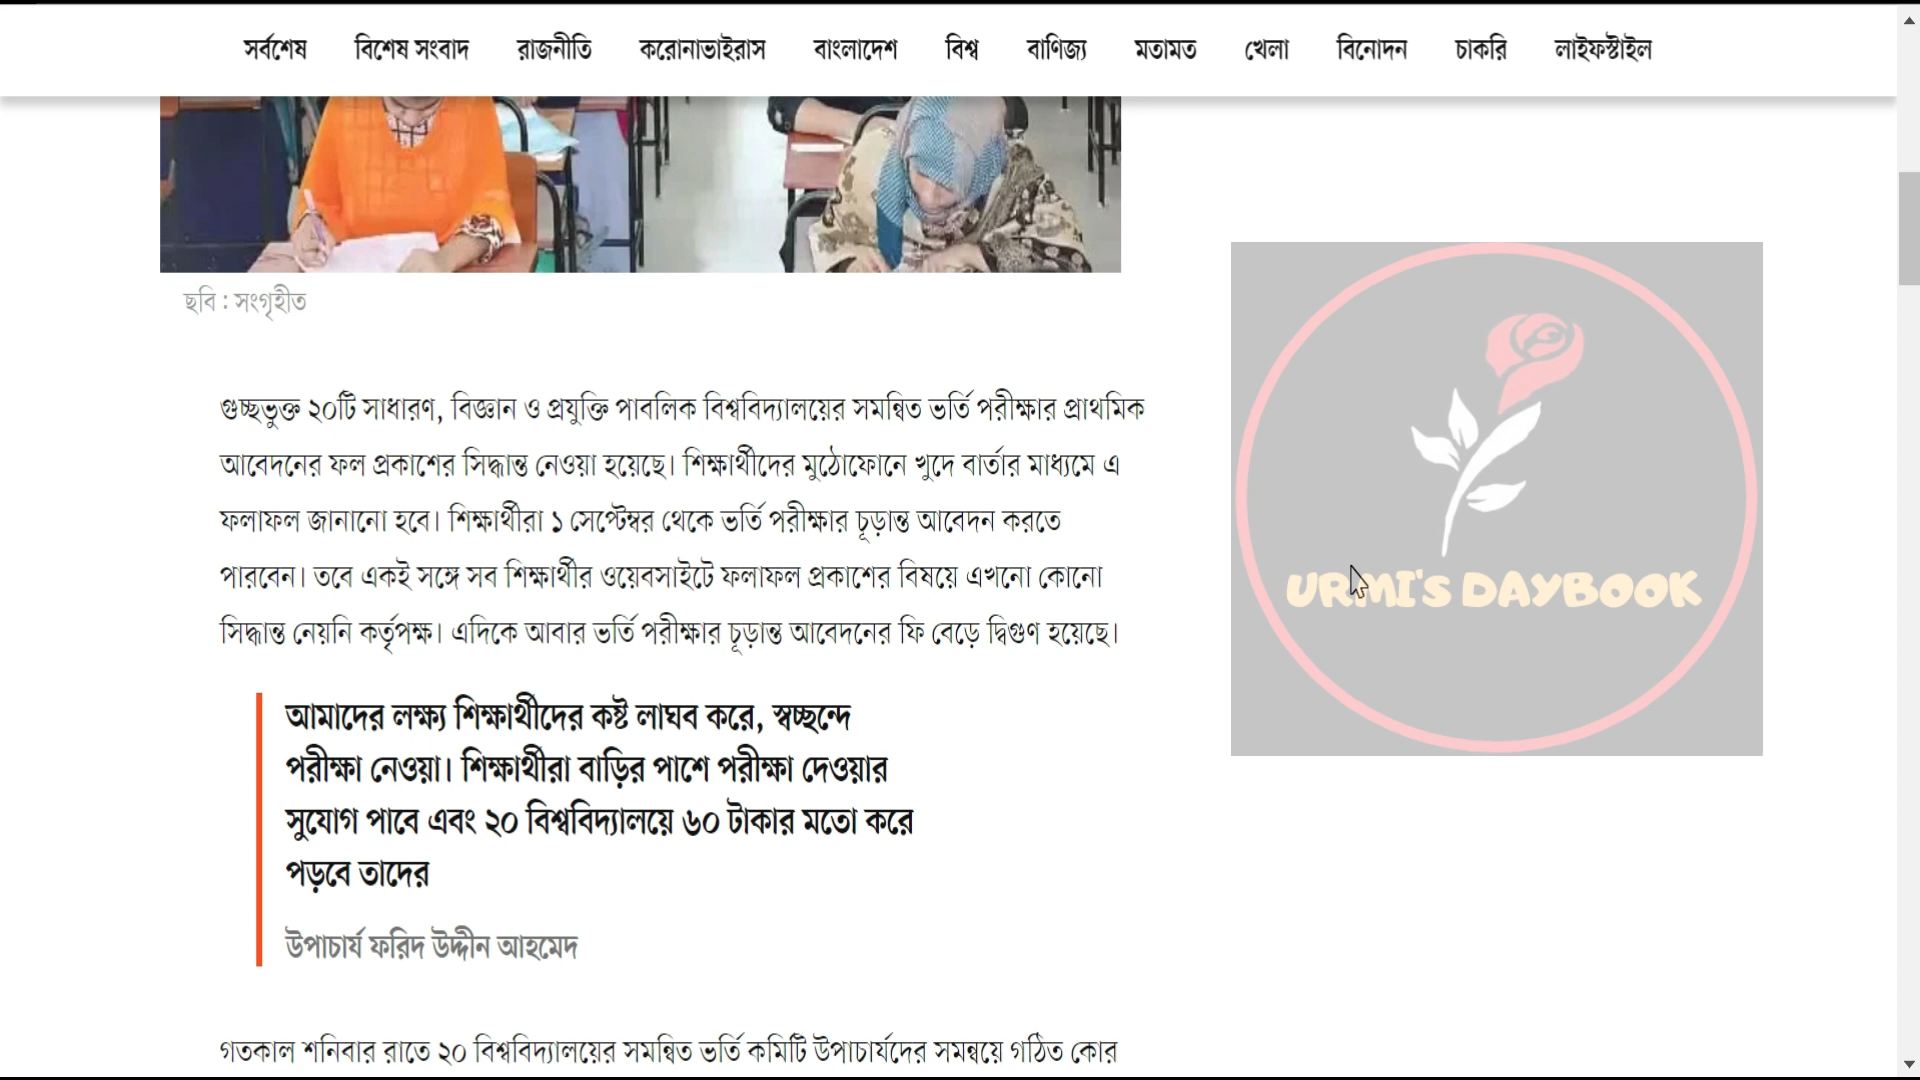 সর্বশেষ বিশেষ সংবাদ রাজনীতি করোনাভাইরাস বাংলাদেশ বিশ্ব বাণিজ্য মতামত খেলা বিনোদন চাকরি লাইফস্টাইল
ছবি : সংগৃহীত
গুচ্ছভুক্ত ২০টি সাধারণ, বিজ্ঞান ও প্রযুক্তি পাবলিক বিশ্ববিদ্যালয়ের সমন্বিত ভর্তি পরীক্ষার প্রাথমিক
আবেদনের ফল প্রকাশের সিদ্ধান্ত নেওয়া হয়েছে। শিক্ষার্থীদের মুঠোফোনে খুদে বার্তার মাধ্যমে এ
ফলাফল জানানো হবে। শিক্ষার্থীরা ১ সেপ্টেম্বর থেকে ভর্তি পরীক্ষার চূড়ান্ত আবেদন করতে
পারবেন। তবে একই সঙ্গে সব শিক্ষার্থীর ওয়েবসাইটে ফলাফল প্রকাশের বিষয়ে এখনো কোনো
সিদ্ধান্ত নেয়নি কর্তৃপক্ষ। এদিকে আবার ভর্তি পরীক্ষার চূড়ান্ত আবেদনের ফি বেড়ে দ্বিগুণ হয়েছে।
আমাদের লক্ষ্য শিক্ষার্থীদের কষ্ট লাঘব করে, স্বচ্ছন্দে
পরীক্ষা নেওয়া। শিক্ষার্থীরা বাড়ির পাশে পরীক্ষা দেওয়ার
সুযোগ পাবে এবং ২০ বিশ্ববিদ্যালয়ে ৬০ টাকার মতো করে
পড়বে তাদের
উপাচার্য ফরিদ উদ্দীন আহমেদ
গতকাল শনিবার রাতে ২০ বিশ্ববিদ্যালয়ের সমন্বিত ভর্তি কমিটি উপাচার্যদের সমন্বয়ে গঠিত কোর
URMI'S DAYBOOK